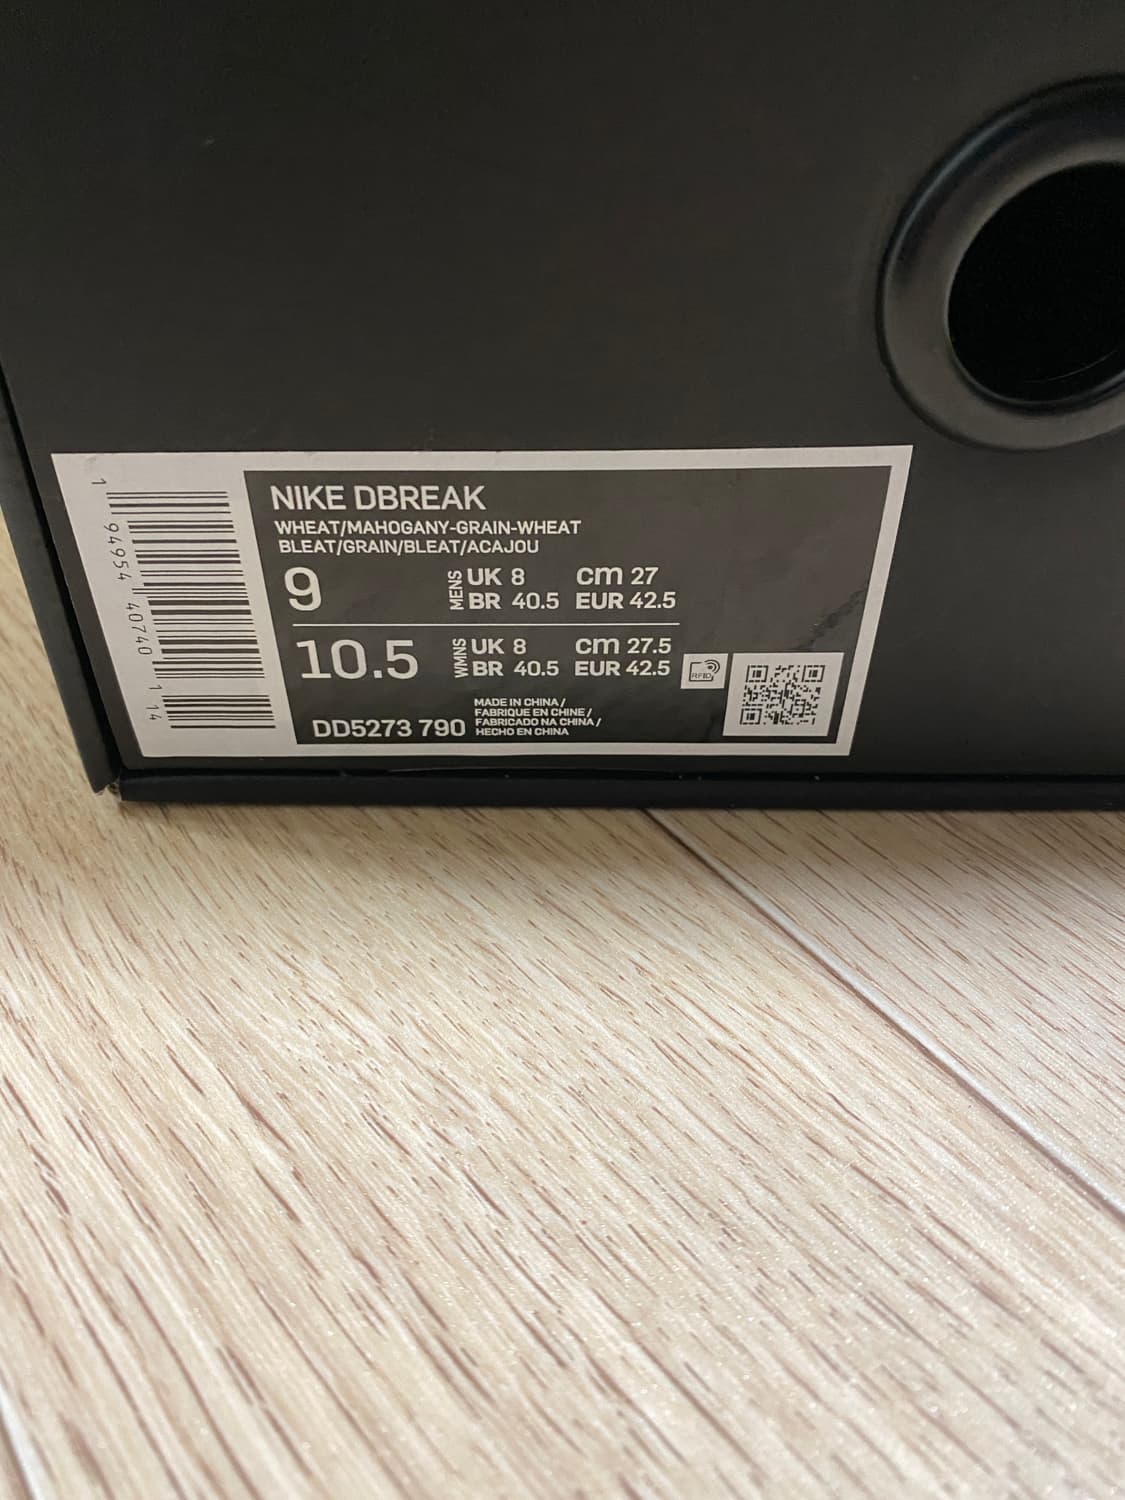 NIKE DBREAK
WHEAT/MAHOGANY-GRAIN-WHEAT
BLEAT/GRAIN/BLEAT/ACAJOU
9 MENS UK 8 cm 27
BR 40.5 EUR 42.5
10.5 WMNS UK 8 cm 27.5
BR 40.5 EUR 42.5
RFID
DD5273 790
MADE IN CHINA/
FABRIQUE EN CHINE/
FABRICADO NA CHINA/
HECHO EN CHINA
1 94954 40740 1 14